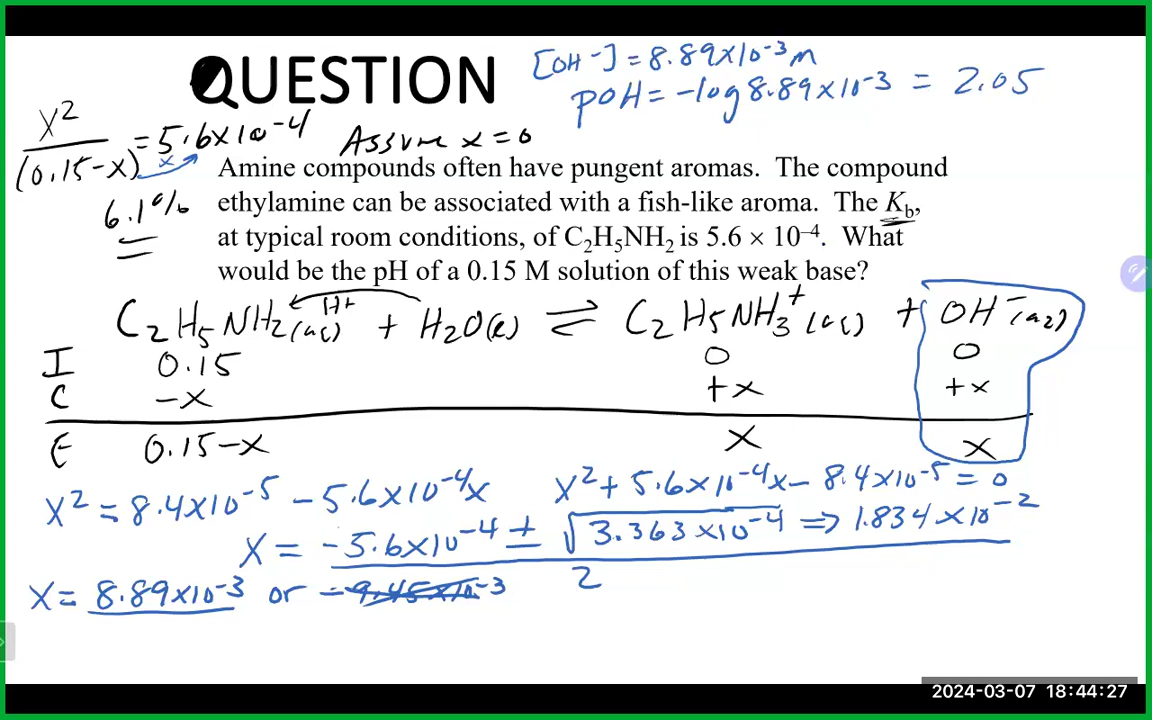 QUESTION
[OH⁻] = 8.89×10⁻³ M
pOH = -log 8.89×10⁻³ = 2.05
x² / (0.15-x) = 5.6×10⁻⁴
Assume x = 0
x
6.1%
Amine compounds often have pungent aromas. The compound
ethylamine can be associated with a fish-like aroma. The K_b,
at typical room conditions, of C₂H₅NH₂ is 5.6 × 10⁻⁴. What
would be the pH of a 0.15 M solution of this weak base?
H+
C₂H₅NH₂(aq) + H₂O(l) ⇌ C₂H₅NH₃⁺(aq) + OH⁻(aq)
I 0.15 0 0
C -x +x +x
E 0.15-x x x
x² = 8.4×10⁻⁵ - 5.6×10⁻⁴x x² + 5.6×10⁻⁴x - 8.4×10⁻⁵ = 0
x = -5.6×10⁻⁴ ± √3.363×10⁻⁴ ⇒ 1.834×10⁻²
2
x = 8.89×10⁻³ or -9.45×10⁻³
2024-03-07 18:44:27